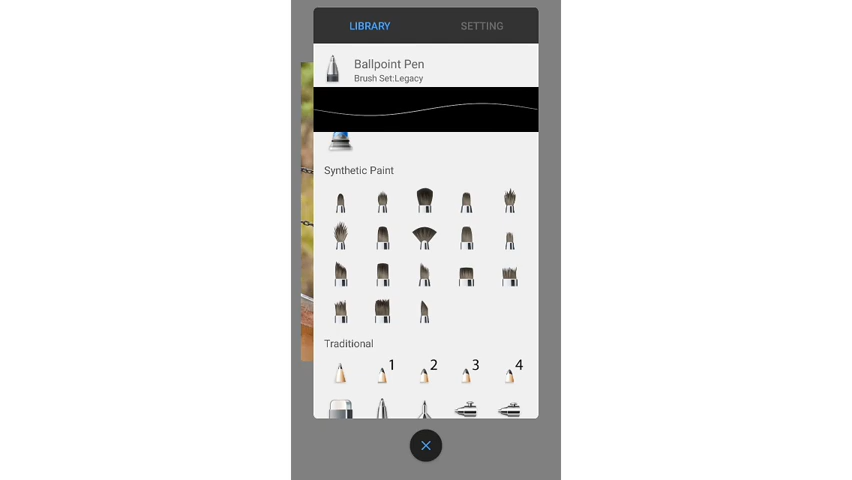 LIBRARY SETTING
Ballpoint Pen
Brush Set:Legacy
Synthetic Paint
Traditional
1 2 3 4